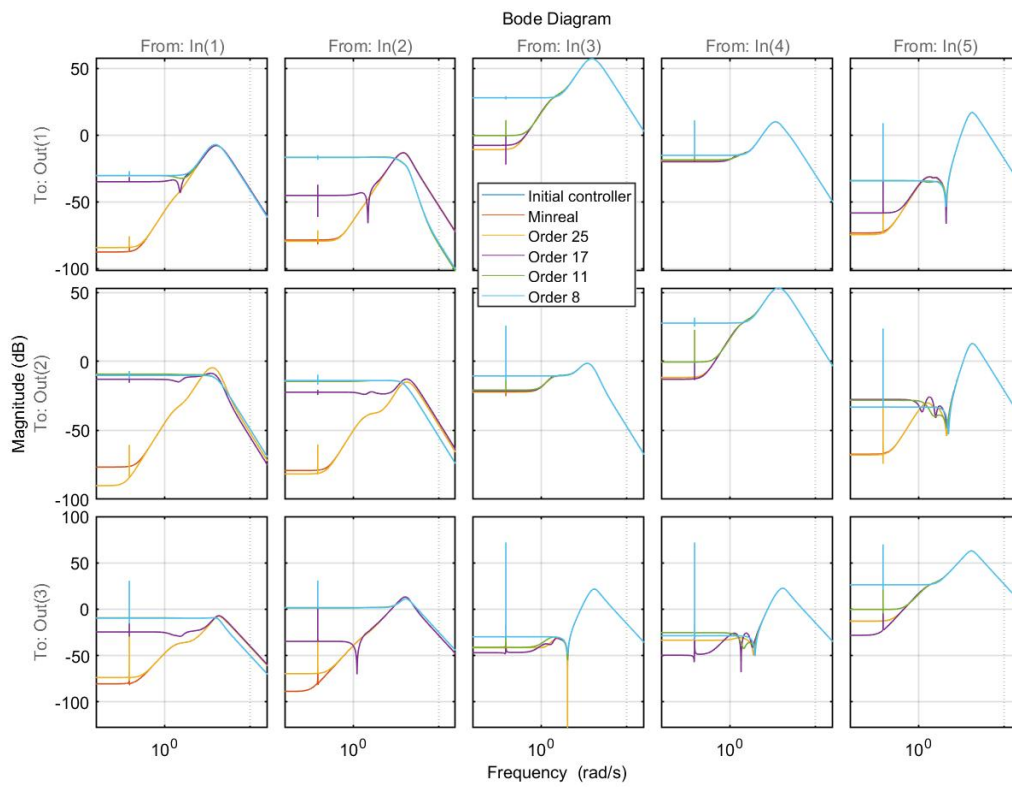 Bode Diagram
From: In(1)
From: In(2)
From: In(3)
From: In(4)
From: In(5)
To: Out(1)
50
0
-50
-100
Initial controller
Minreal
Order 25
Order 17
Order 11
Order 8
Magnitude (dB)
To: Out(2)
50
0
-50
-100
To: Out(3)
100
50
0
-50
-100
10^0
10^0
10^0
10^0
10^0
Frequency (rad/s)